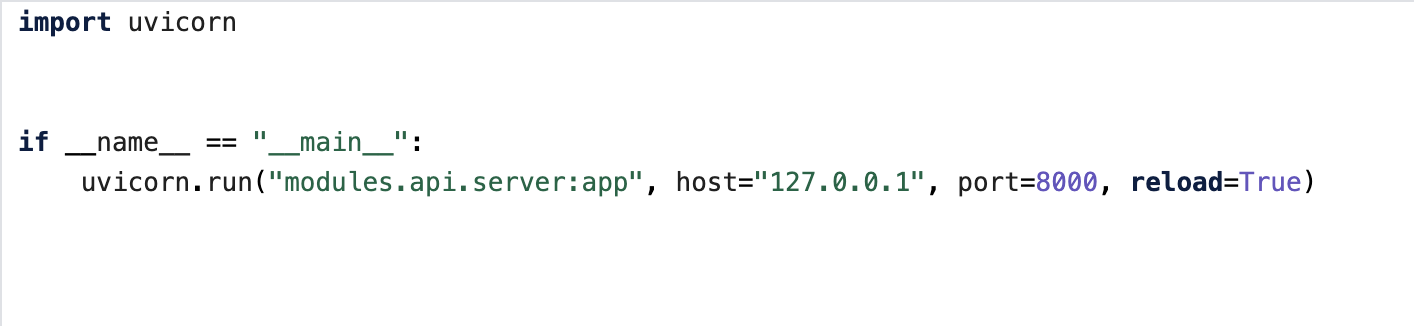 import uvicorn
if __name__ == "__main__":
    uvicorn.run("modules.api.server:app", host="127.0.0.1", port=8000, reload=True)